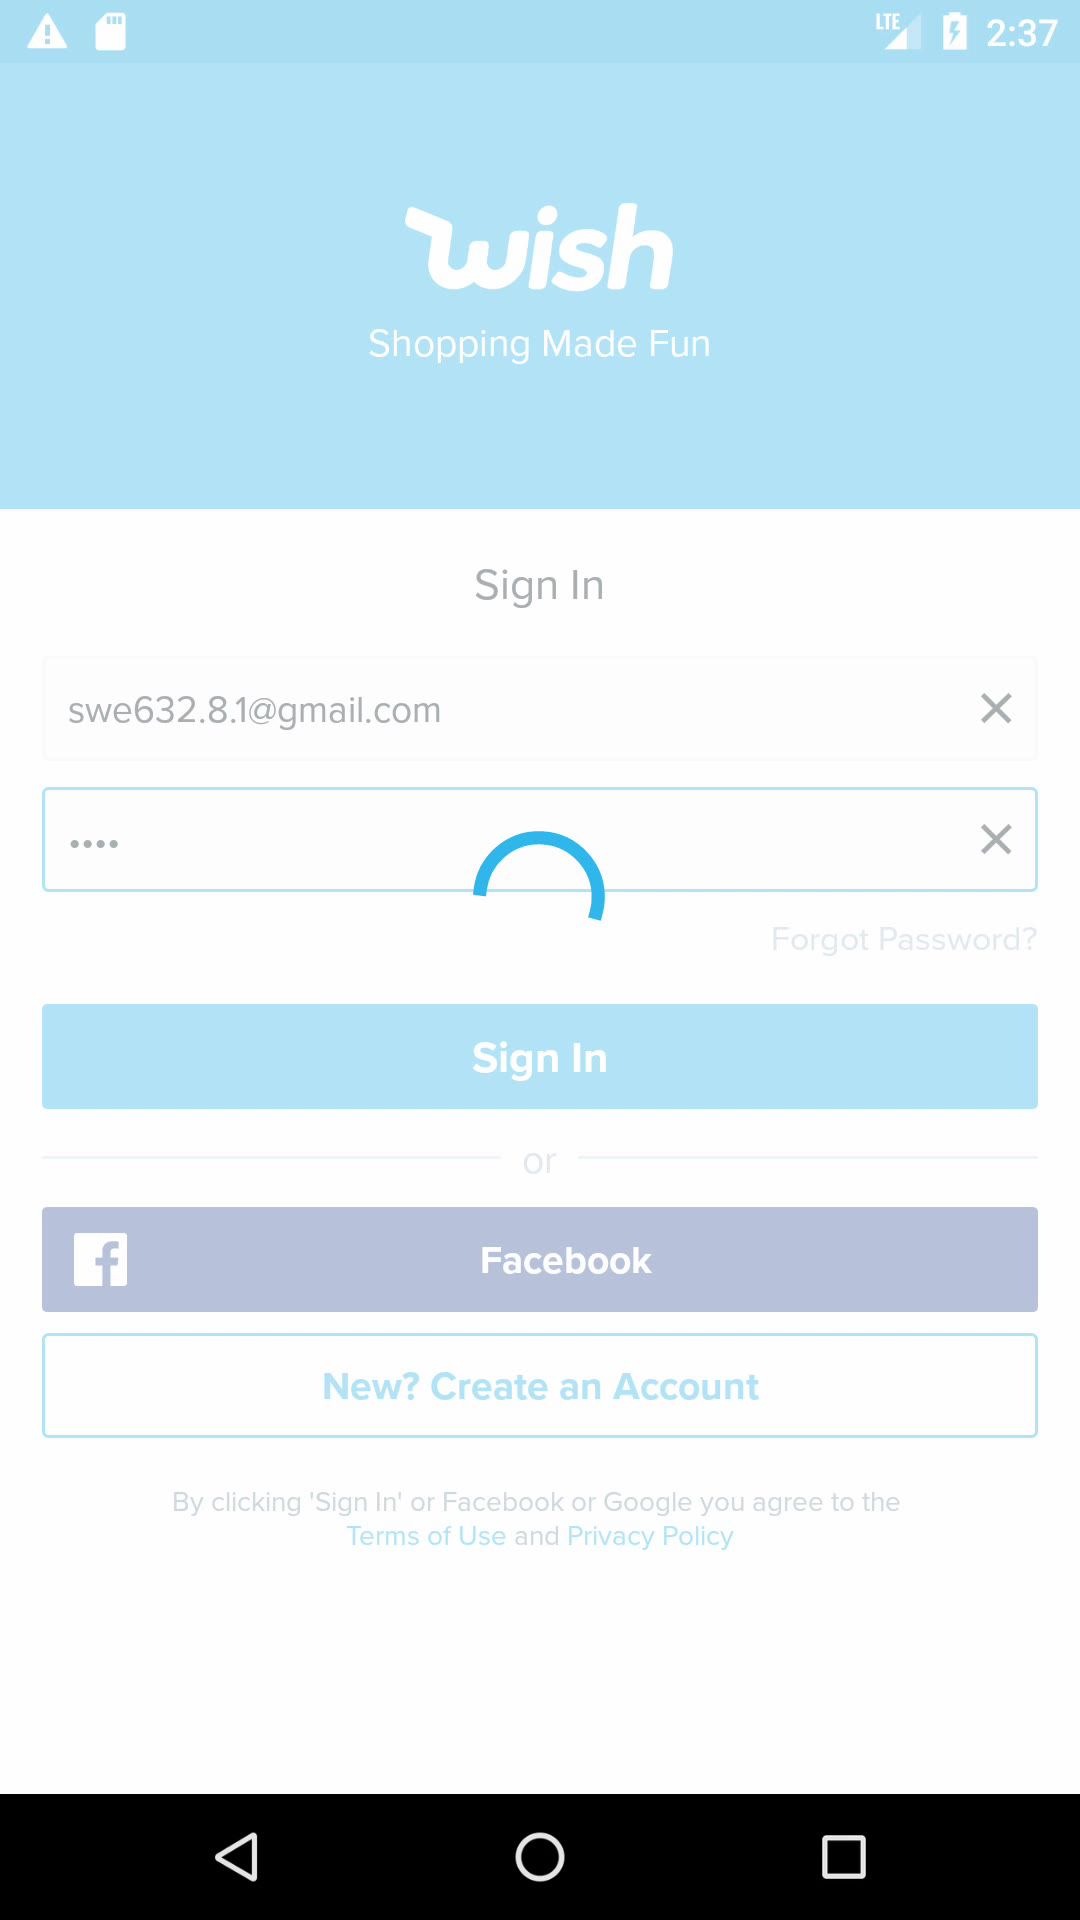 LTE 2:37
wish
Shopping Made Fun
Sign In
swe632.8.1@gmail.com
••••
Forgot Password?
Sign In
or
Facebook
New? Create an Account
By clicking 'Sign In' or Facebook or Google you agree to the
Terms of Use and Privacy Policy